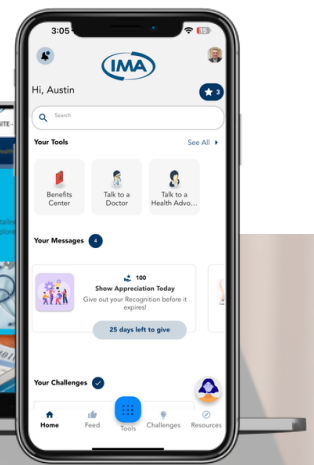 3:05
IMA
Hi, Austin
3
Search
Your Tools
See All
Benefits
Center
Talk to a
Doctor
Talk to a
Health Advo...
Your Messages 4
100
Show Appreciation Today
Give out your Recognition before it
expires!
25 days left to give
Your Challenges
Home
Feed
Tools
Challenges
Resources